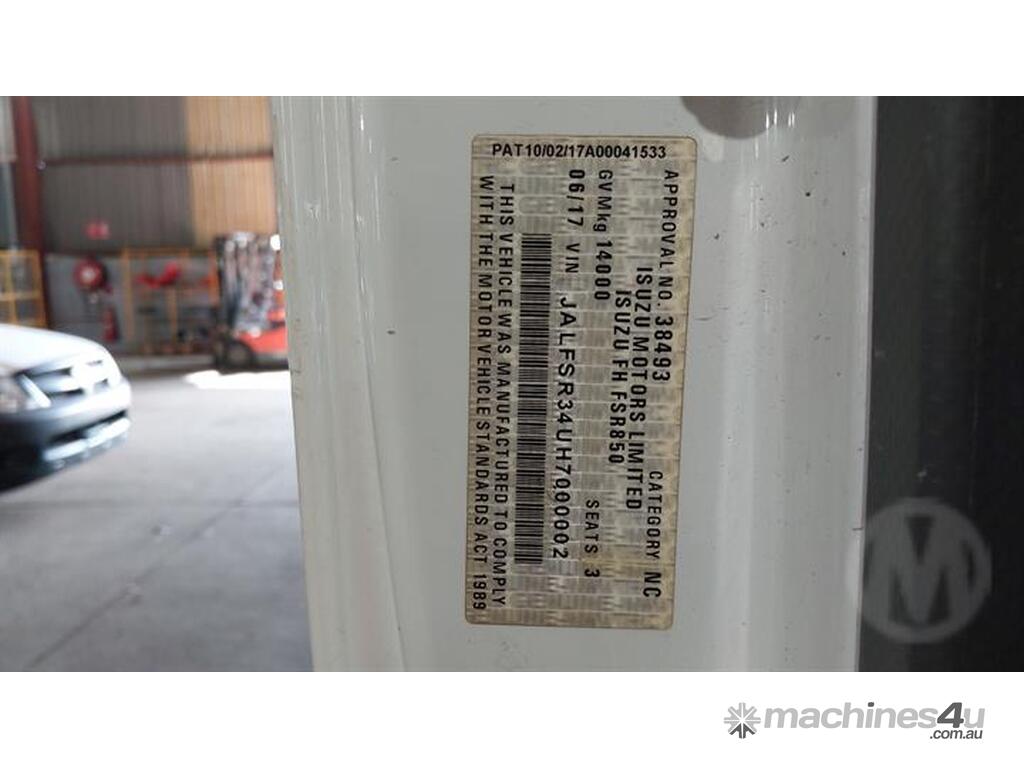 PAT10/02/17A00041533
APPROVAL NO. 38493 CATEGORY NC
ISUZU MOTORS LIMITED
ISUZU FH FSR850
GVMkg 14000 SEATS 3
06/17 VIN JALFSR34UH7000002
THIS VEHICLE WAS MANUFACTURED TO COMPLY
WITH THE MOTOR VEHICLE STANDARDS ACT 1989
M
machines4u
.com.au